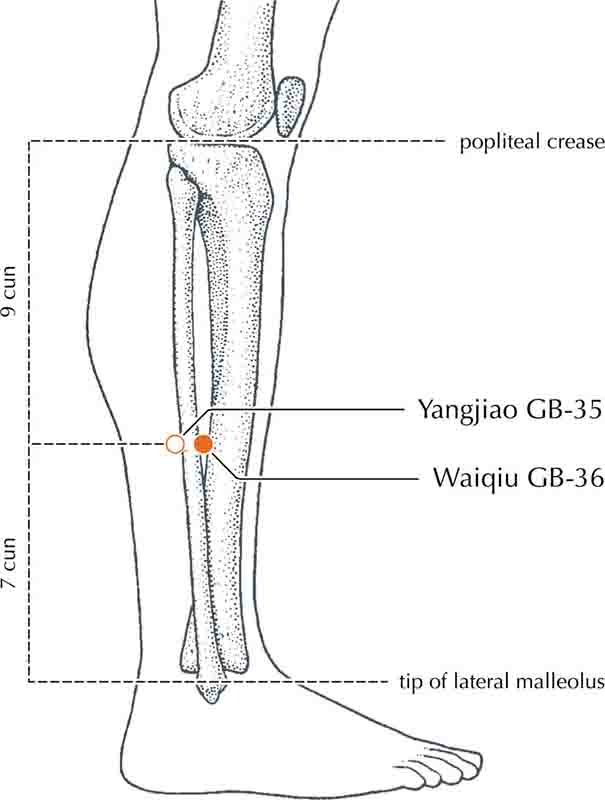 popliteal crease
9 cun
Yangjiao GB-35
Waiqiu GB-36
7 cun
tip of lateral malleolus